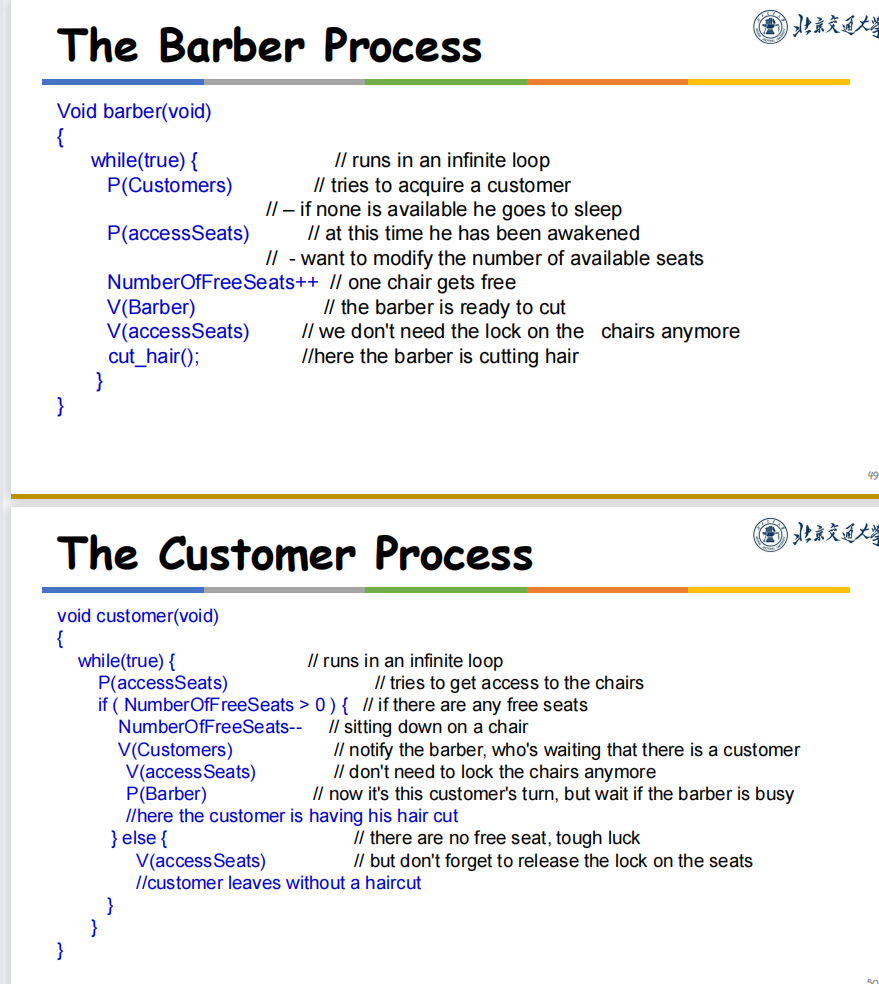 The Barber Process
北京交通大学
Void barber(void)
{
while(true) { // runs in an infinite loop
P(Customers) // tries to acquire a customer
// – if none is available he goes to sleep
P(accessSeats) // at this time he has been awakened
// - want to modify the number of available seats
NumberOfFreeSeats++ // one chair gets free
V(Barber) // the barber is ready to cut
V(accessSeats) // we don't need the lock on the chairs anymore
cut_hair(); //here the barber is cutting hair
}
}
49
The Customer Process
北京交通大学
void customer(void)
{
while(true) { // runs in an infinite loop
P(accessSeats) // tries to get access to the chairs
if ( NumberOfFreeSeats > 0 ) { // if there are any free seats
NumberOfFreeSeats-- // sitting down on a chair
V(Customers) // notify the barber, who's waiting that there is a customer
V(accessSeats) // don't need to lock the chairs anymore
P(Barber) // now it's this customer's turn, but wait if the barber is busy
//here the customer is having his hair cut
} else { // there are no free seat, tough luck
V(accessSeats) // but don't forget to release the lock on the seats
//customer leaves without a haircut
}
}
}
50